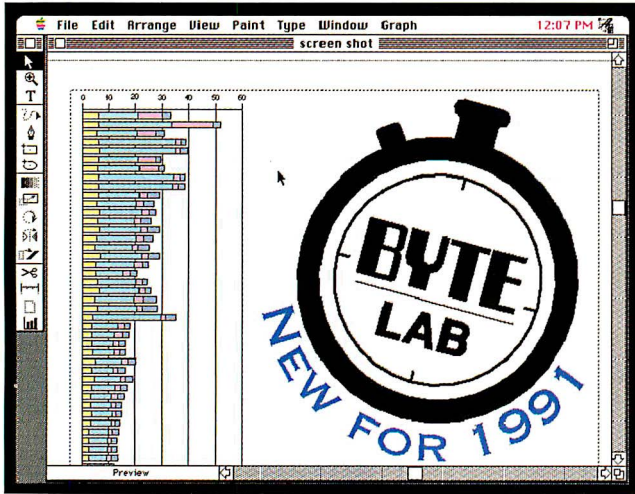 File Edit Arrange View Paint Type Window Graph 12:07 PM
screen shot
T
0 10 20 30 40 50 60
BYTE
LAB
NEW FOR 1991
Preview